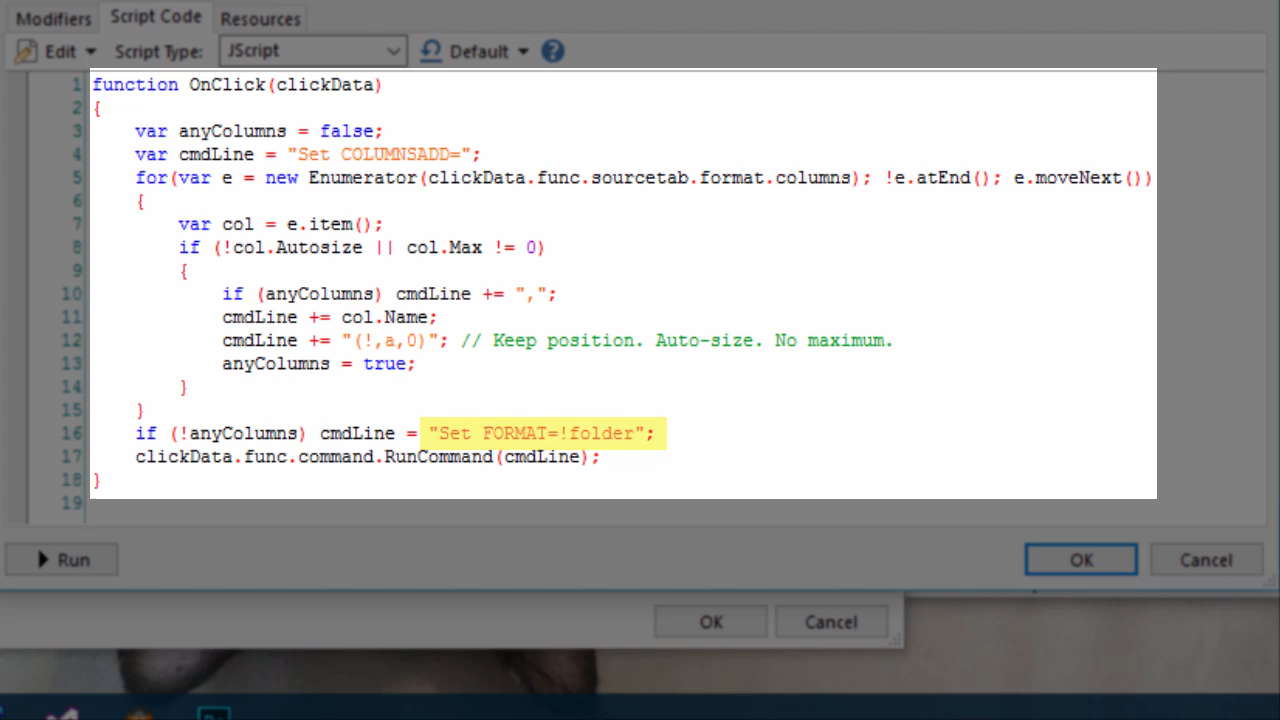 Modifiers Script Code Resources
Edit Script Type: JScript Default ?
1 function OnClick(clickData)
2 {
3     var anyColumns = false;
4     var cmdLine = "Set COLUMNSADD=";
5     for(var e = new Enumerator(clickData.func.sourcetab.format.columns); !e.atEnd(); e.moveNext())
6     {
7         var col = e.item();
8         if (!col.Autosize || col.Max != 0)
9         {
10             if (anyColumns) cmdLine += ",";
11             cmdLine += col.Name;
12             cmdLine += "(!,a,0)"; // Keep position. Auto-size. No maximum.
13             anyColumns = true;
14         }
15     }
16     if (!anyColumns) cmdLine = "Set FORMAT=!folder";
17     clickData.func.command.RunCommand(cmdLine);
18 }
19
Run OK Cancel
OK Cancel